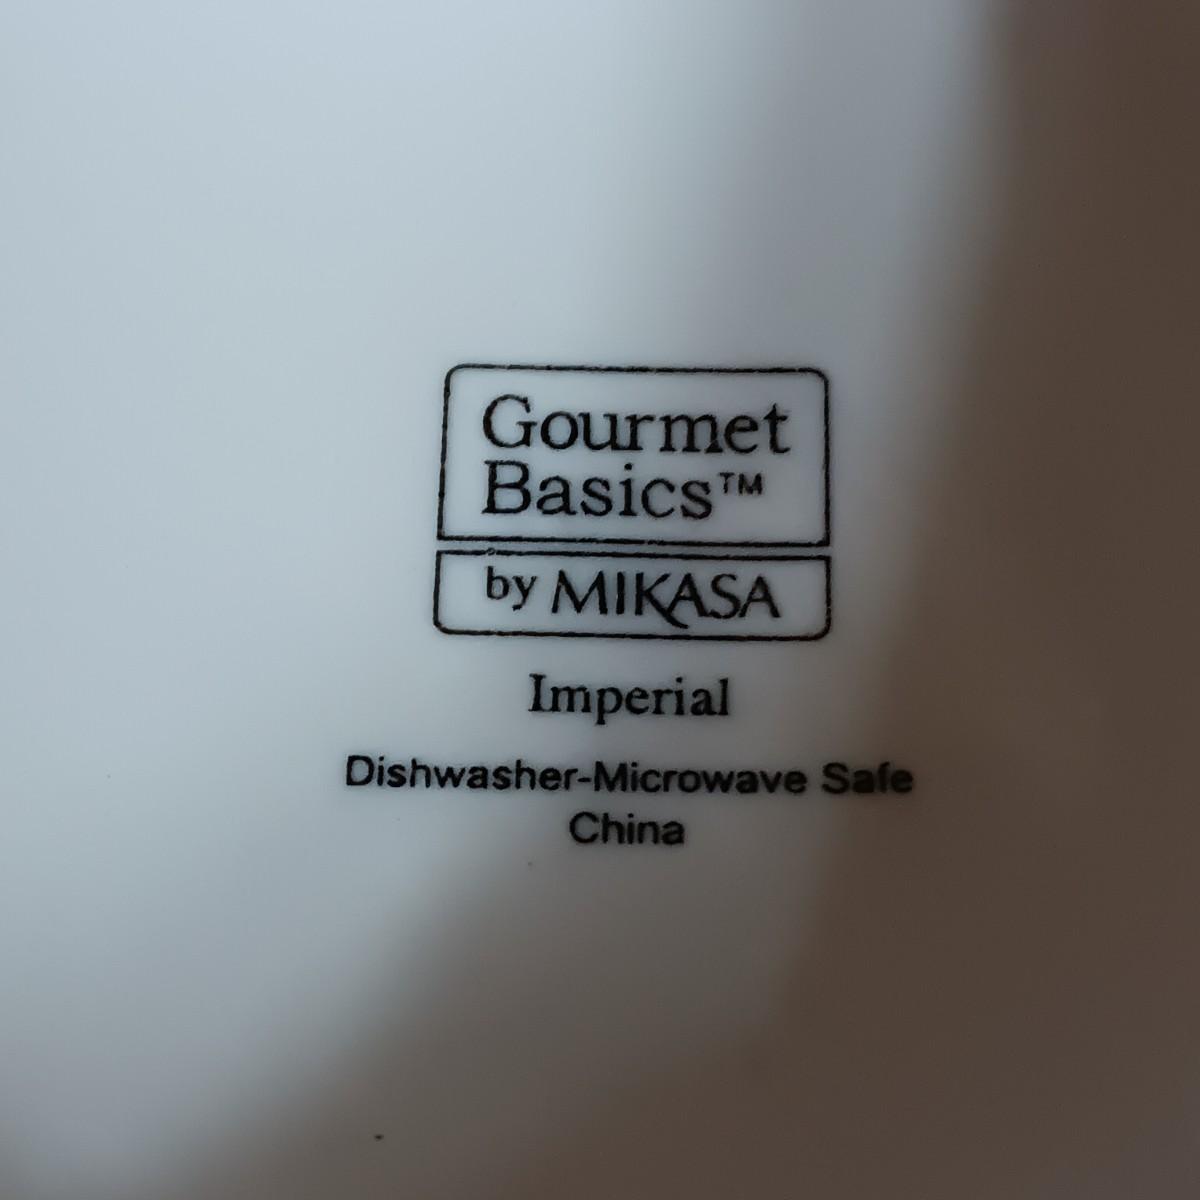 Gourmet
Basics™
by MIKASA
Imperial
Dishwasher-Microwave Safe
China